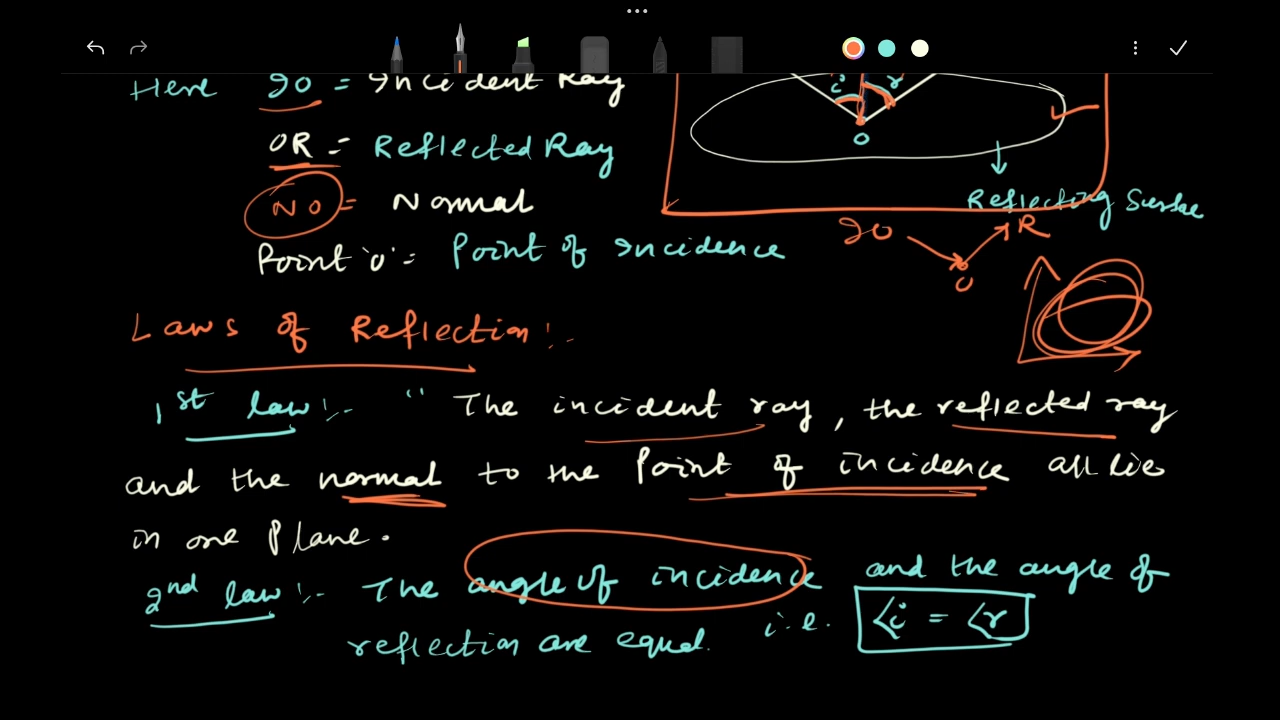 Here IO = Incident Ray
i r
O
OR = Reflected Ray
NO = Normal
Reflecting Surface
Point 'O' = Point of Incidence
IO R
O
Laws of Reflection :-
1st law :- " The incident ray, the reflected ray
and the normal to the Point of incidence all lie
in one Plane.
2nd law :- The angle of incidence and the angle of
reflection are equal. i.e. ∠i = ∠r